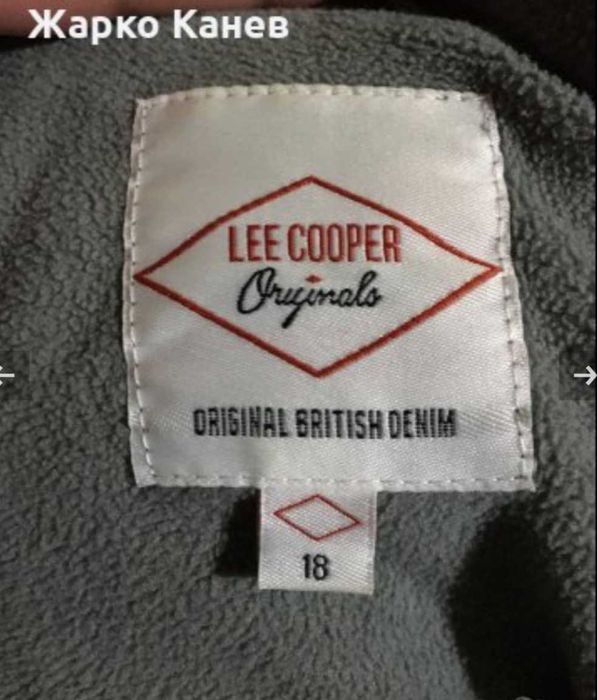 Жарко Канев
LEE COOPER
Originals
ORIGINAL BRITISH DENIM
18